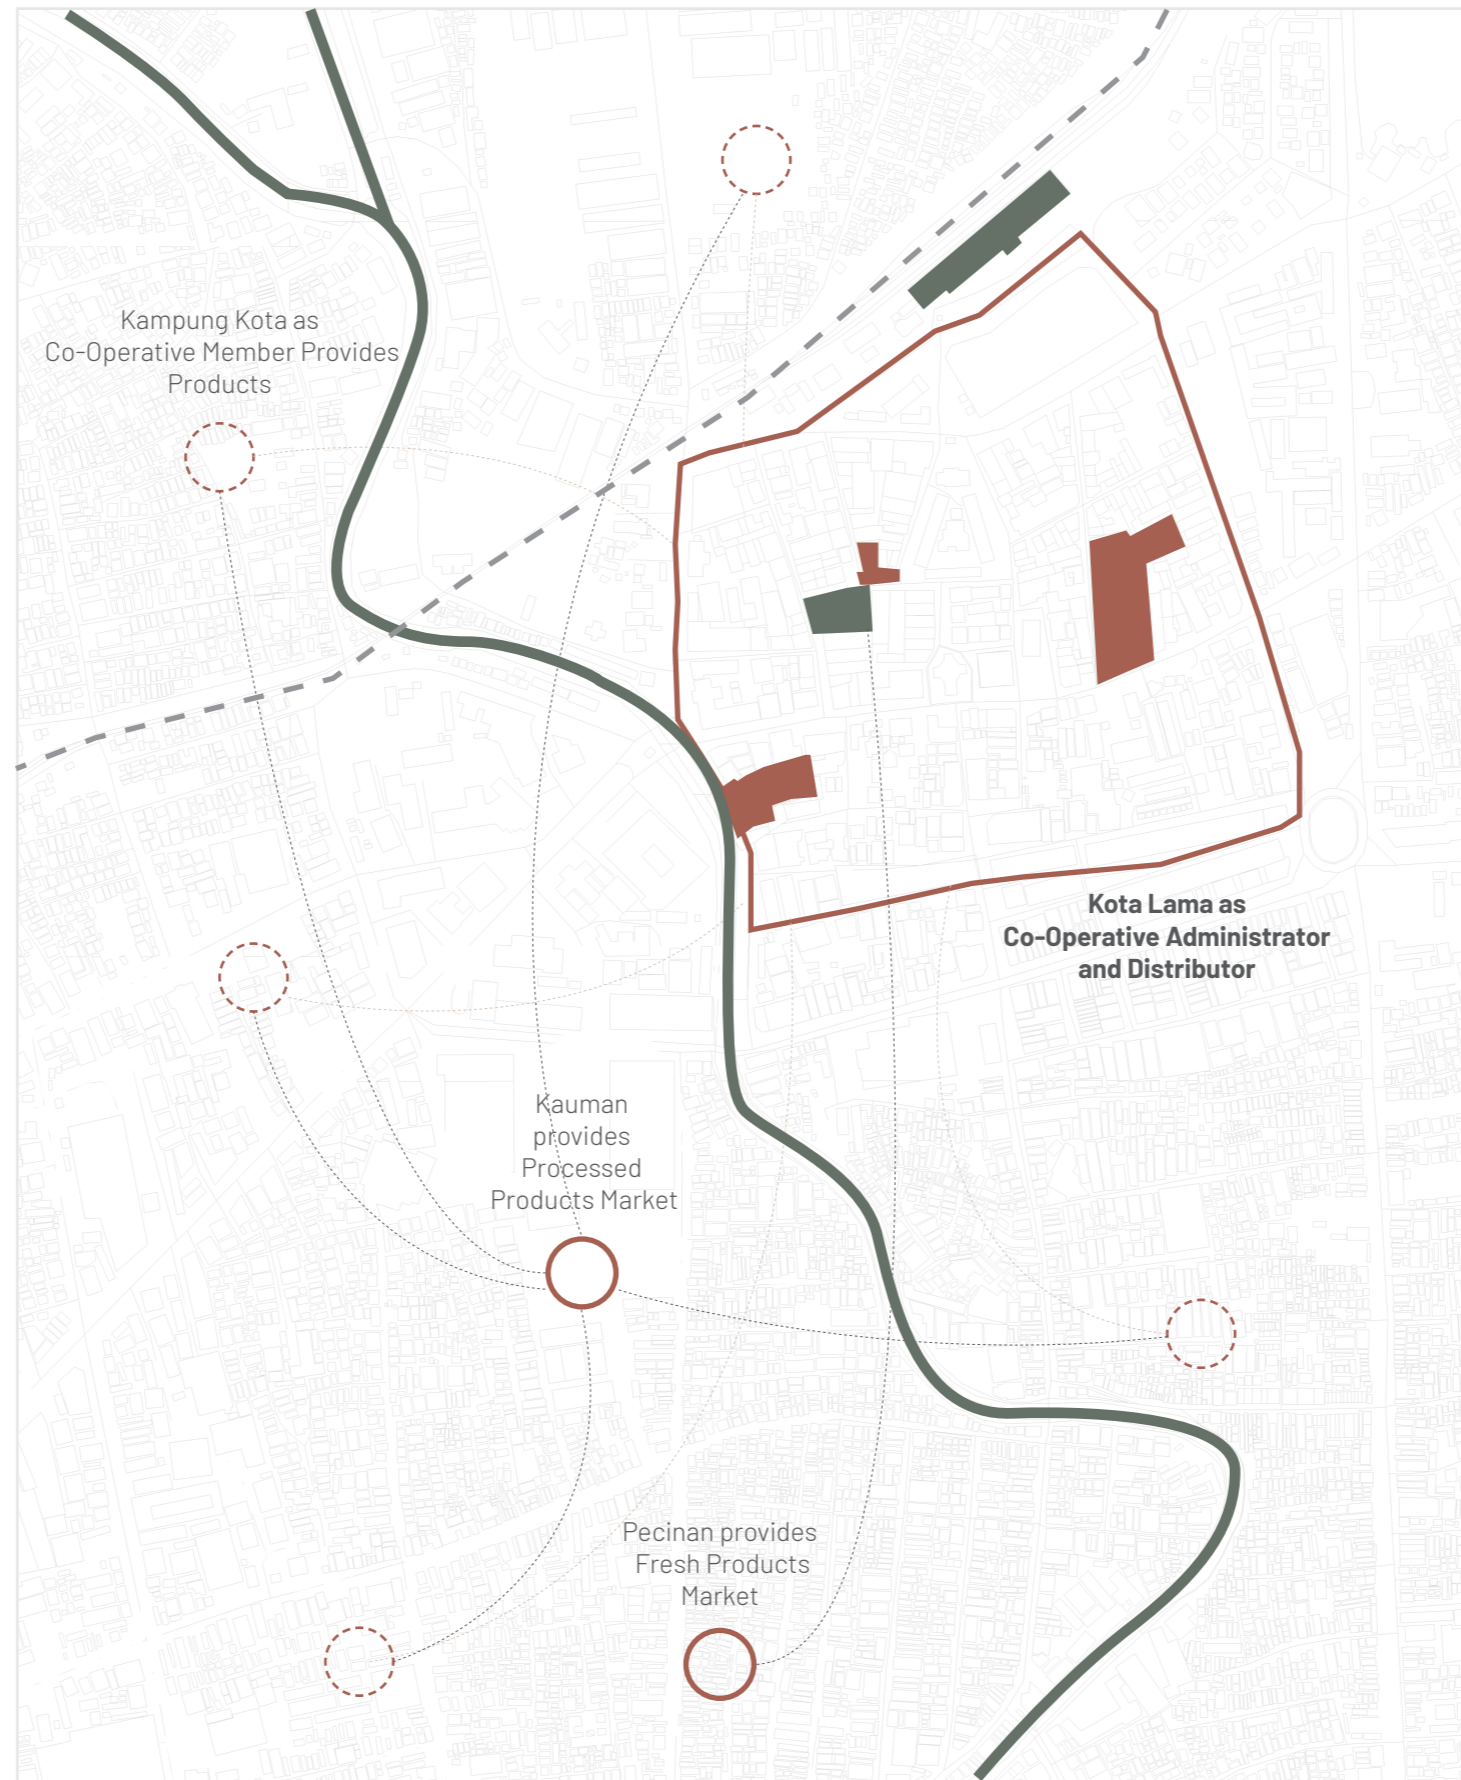 Kampung Kota as
Co-Operative Member Provides
Products
Kota Lama as
Co-Operative Administrator
and Distributor
Kauman
provides
Processed
Products Market
Pecinan provides
Fresh Products
Market